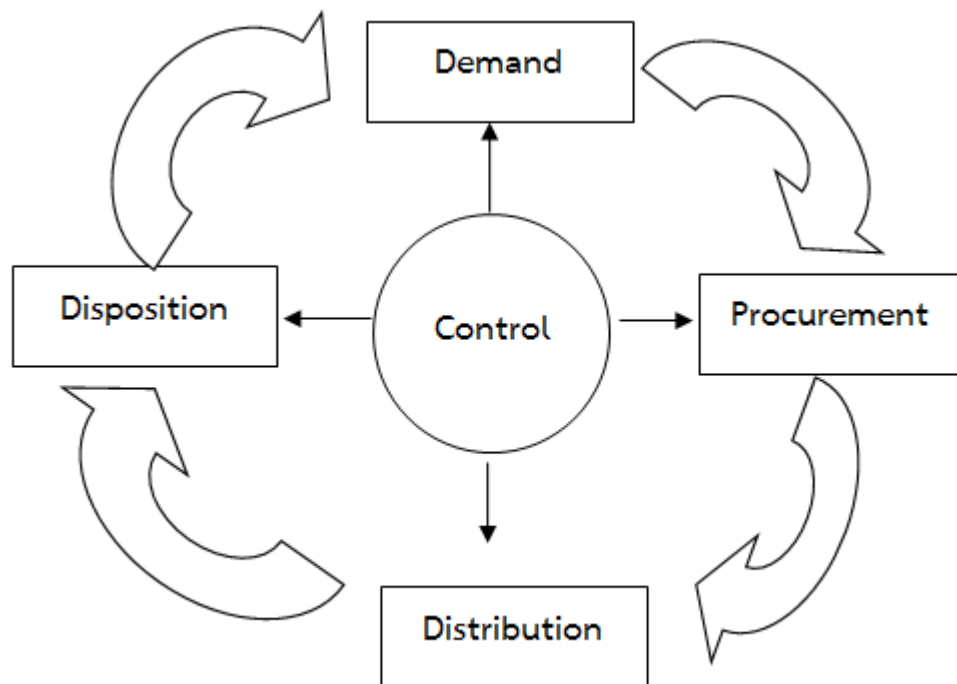 Demand
Disposition
Control
Procurement
Distribution